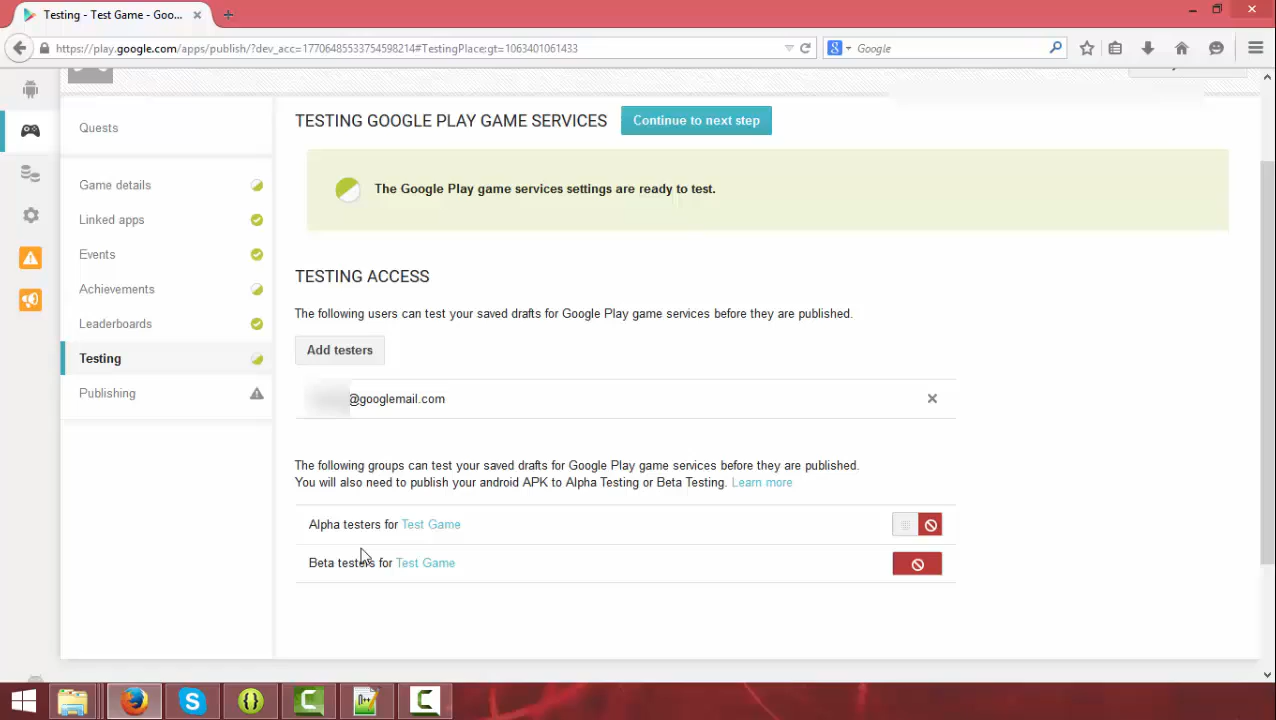 Testing - Test Game - Goo...
https://play.google.com/apps/publish/?dev_acc=17706485533754598214#TestingPlace:gt=1063401091433
Google
Quests
TESTING GOOGLE PLAY GAME SERVICES
Continue to next step
The Google Play game services settings are ready to test.
Game details
Linked apps
Events
Achievements
Leaderboards
Testing
Publishing
TESTING ACCESS
The following users can test your saved drafts for Google Play game services before they are published.
Add testers
@googlemail.com
The following groups can test your saved drafts for Google Play game services before they are published.
You will also need to publish your android APK to Alpha Testing or Beta Testing. Learn more
Alpha testers for Test Game
Beta testers for Test Game